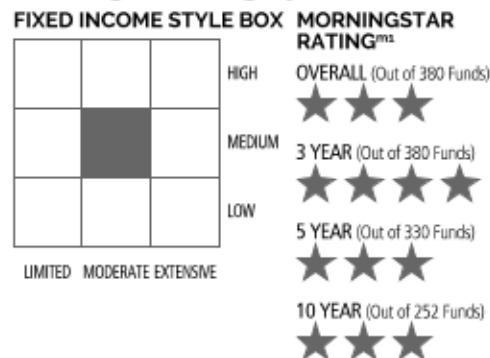 FIXED INCOME STYLE BOX
HIGH
MEDIUM
LOW
LIMITED MODERATE EXTENSIVE
MORNINGSTAR
RATINGᵐ¹
OVERALL (Out of 380 Funds)
3 YEAR (Out of 380 Funds)
5 YEAR (Out of 330 Funds)
10 YEAR (Out of 252 Funds)